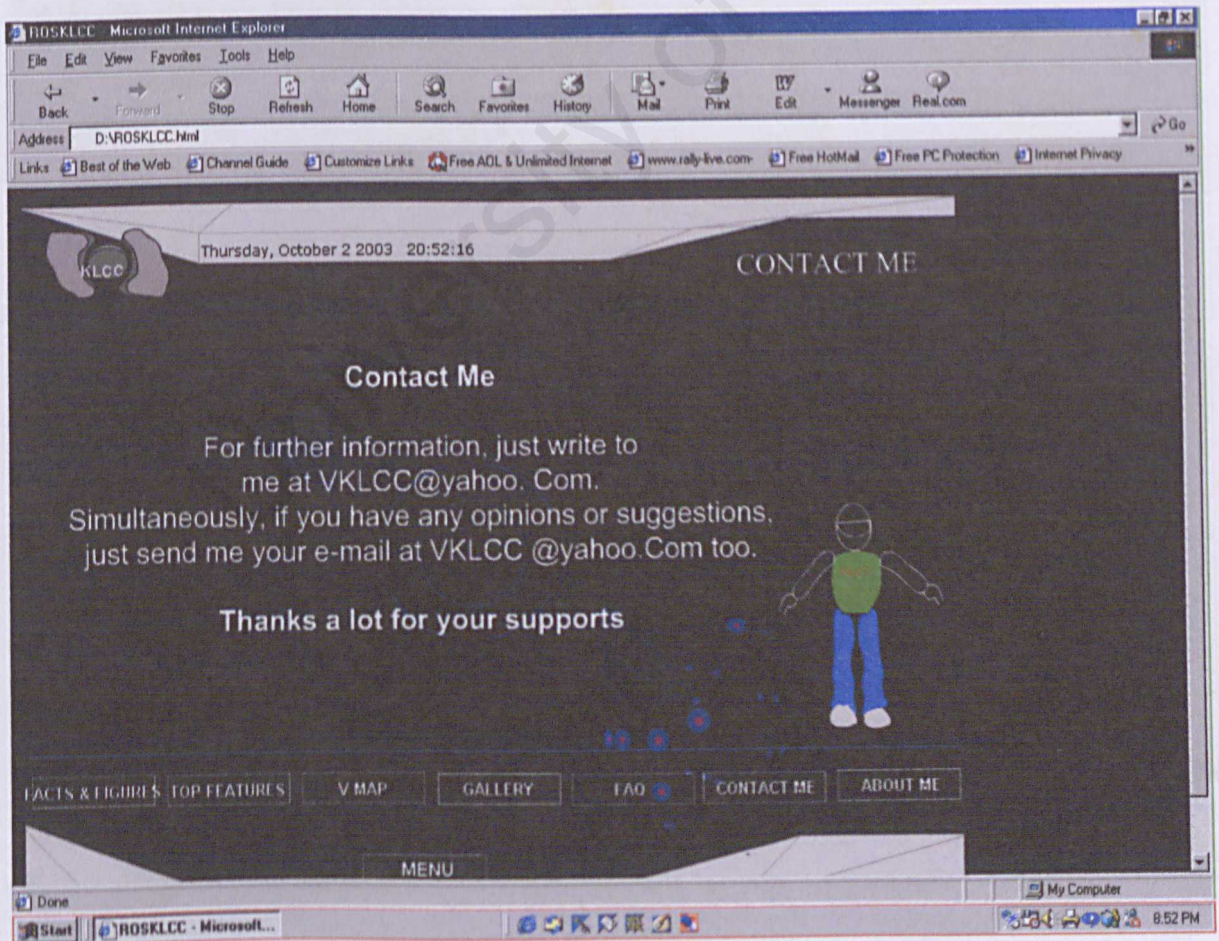 ROSKLCC - Microsoft Internet Explorer
File Edit View Favorites Tools Help
Back Forward Stop Refresh Home Search Favorites History Mail Print Edit Messenger Real.com
Address D:\ROSKLCC.html Go
Links Best of the Web Channel Guide Customize Links Free AOL & Unlimited Internet www.rally-live.com- Free HotMail Free PC Protection Internet Privacy
KLCC
Thursday, October 2 2003 20:52:16
CONTACT ME
Contact Me
For further information, just write to
me at VKLCC@yahoo. Com.
Simultaneously, if you have any opinions or suggestions,
just send me your e-mail at VKLCC @yahoo.Com too.
Thanks a lot for your supports
FACTS & FIGURES TOP FEATURES V MAP GALLERY FAQ CONTACT ME ABOUT ME
MENU
Done My Computer
Start ROSKLCC - Microsoft... 8:52 PM